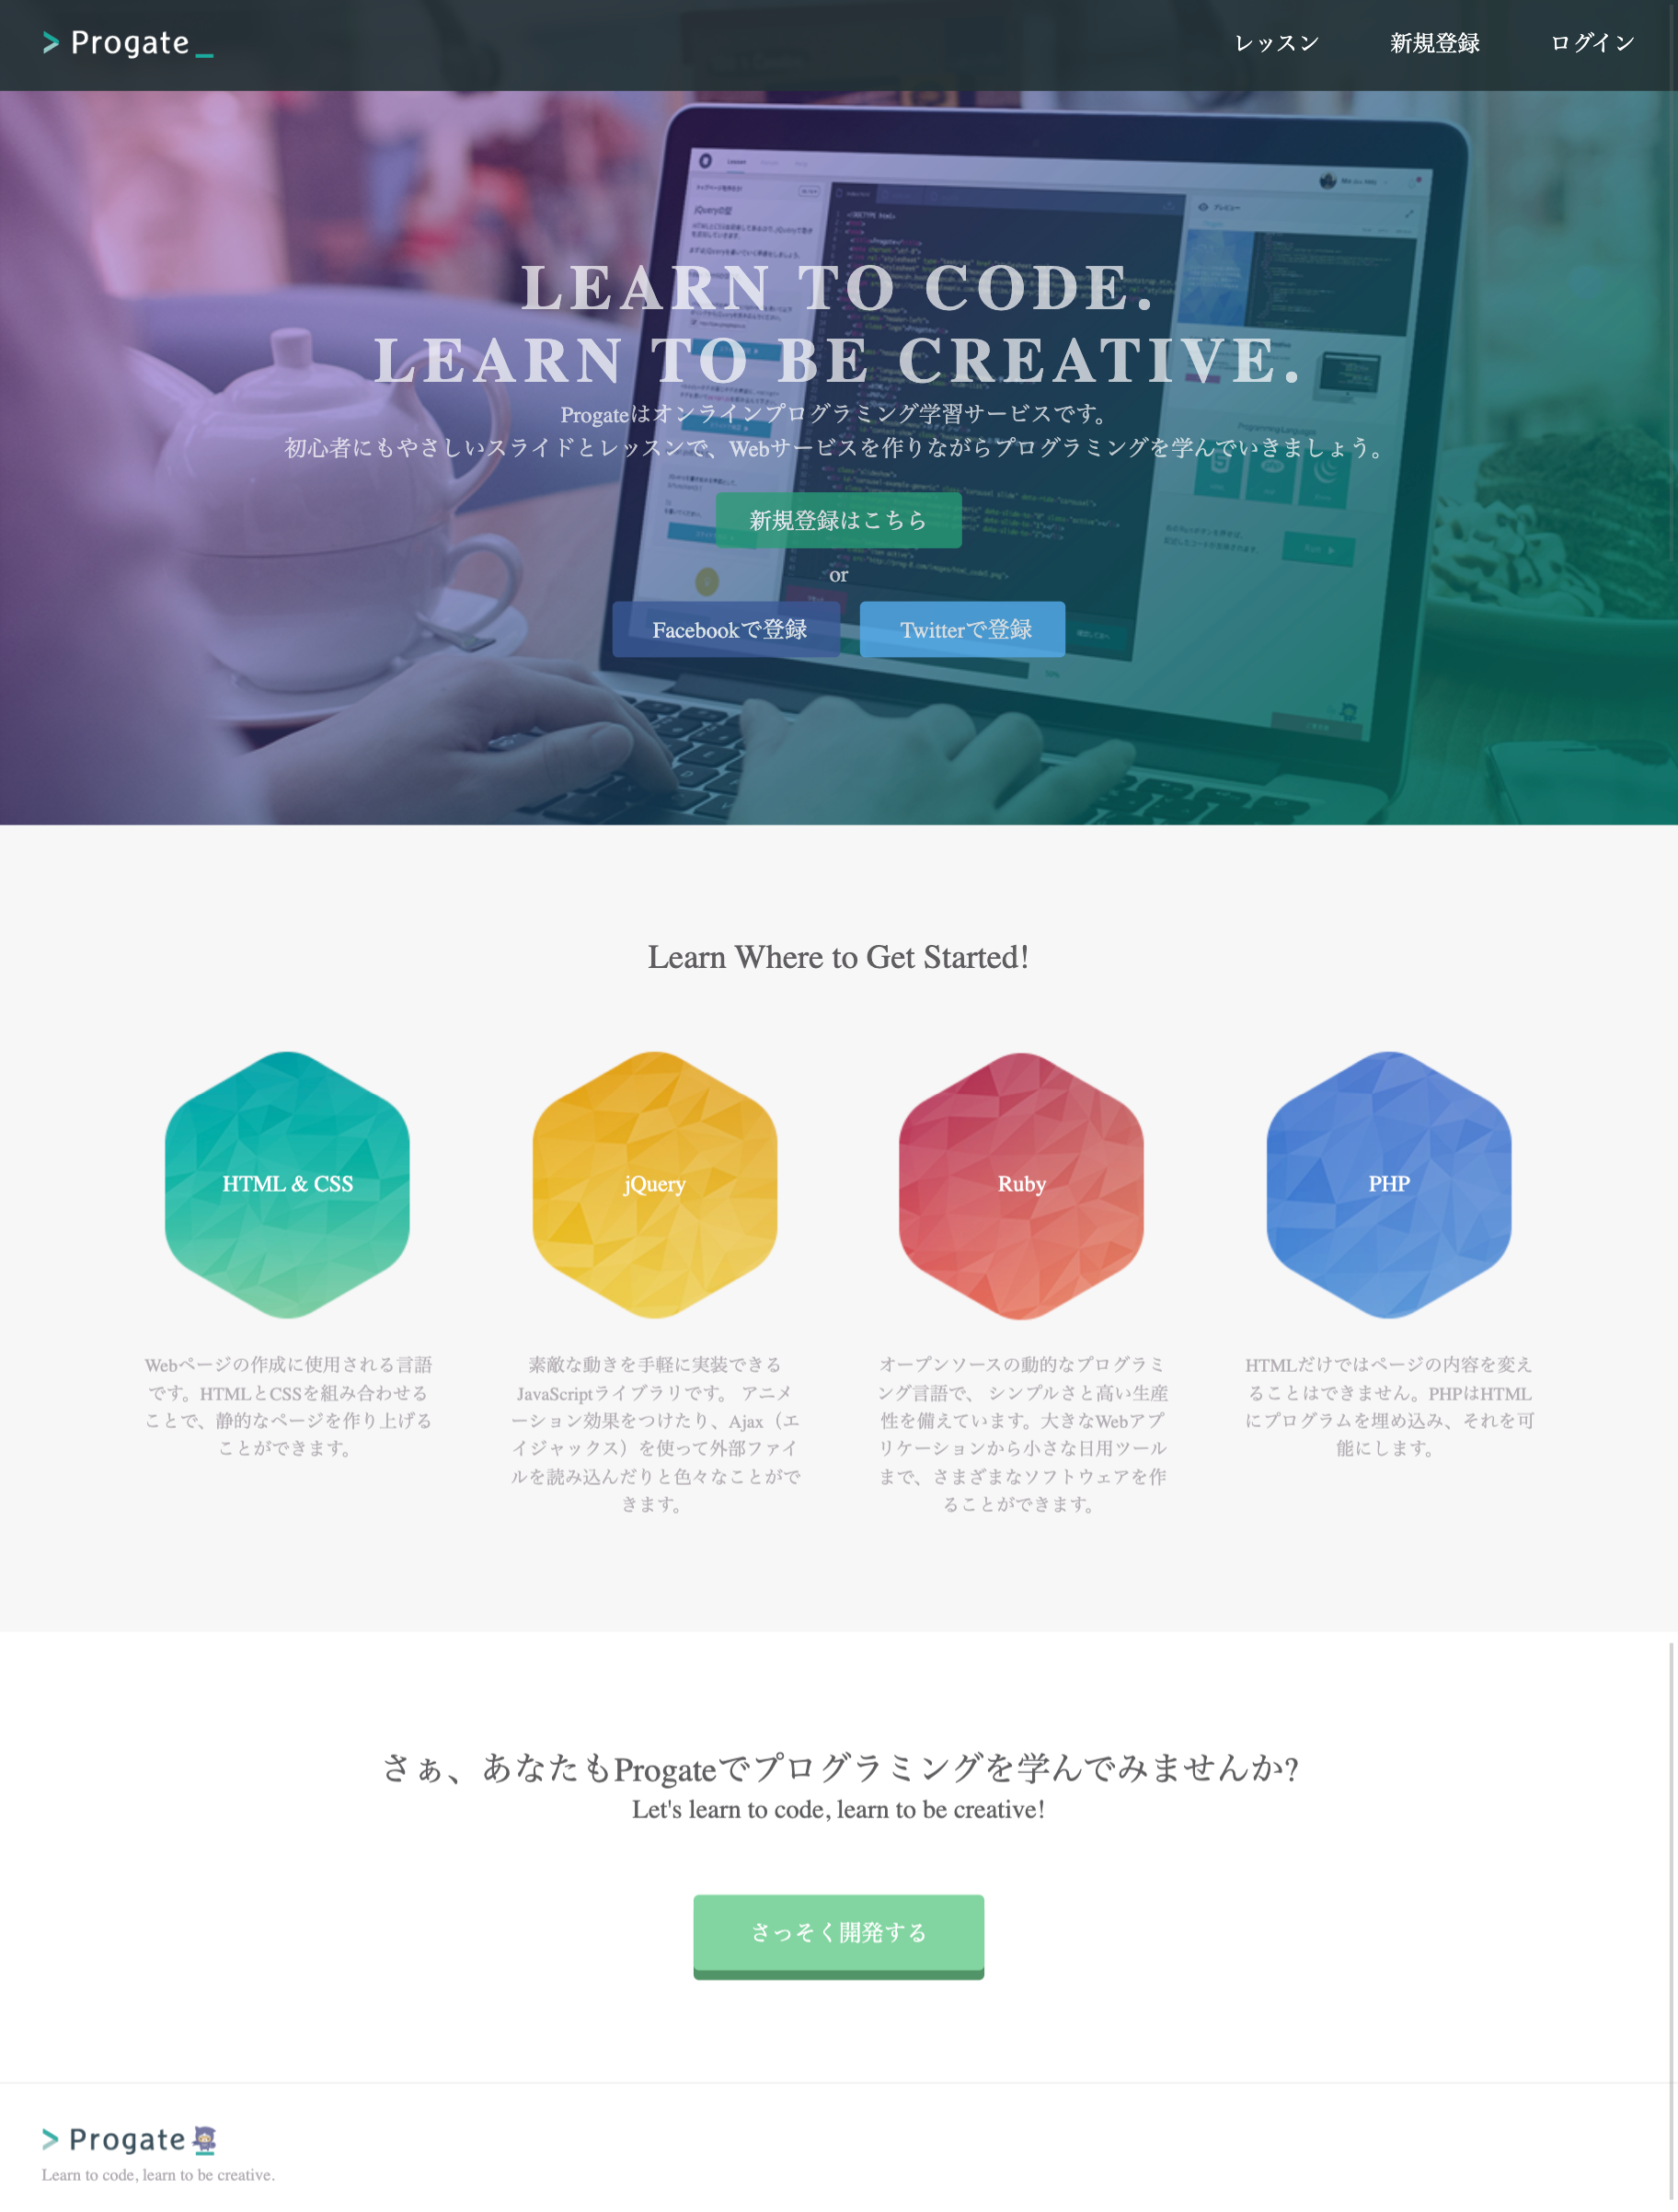 > Progate _
レッスン 新規登録 ログイン
LEARN TO CODE.
LEARN TO BE CREATIVE.
Progateはオンラインプログラミング学習サービスです。
初心者にもやさしいスライドとレッスンで、Webサービスを作りながらプログラミングを学んでいきましょう。
新規登録はこちら
or
Facebookで登録 Twitterで登録
Learn Where to Get Started!
HTML & CSS
Webページの作成に使用される言語
です。HTMLとCSSを組み合わせる
ことで、静的なページを作り上げる
ことができます。
jQuery
素敵な動きを手軽に実装できる
JavaScriptライブラリです。 アニメ
ーション効果をつけたり、Ajax（エ
イジャックス）を使って外部ファイ
ルを読み込んだりと色々なことがで
きます。
Ruby
オープンソースの動的なプログラミ
ング言語で、 シンプルさと高い生産
性を備えています。大きなWebアプ
リケーションから小さな日用ツール
まで、さまざまなソフトウェアを作
ることができます。
PHP
HTMLだけではページの内容を変え
ることはできません。PHPはHTML
にプログラムを埋め込み、それを可
能にします。
さぁ、あなたもProgateでプログラミングを学んでみませんか?
Let's learn to code, learn to be creative!
さっそく開発する
> Progate
Learn to code, learn to be creative.